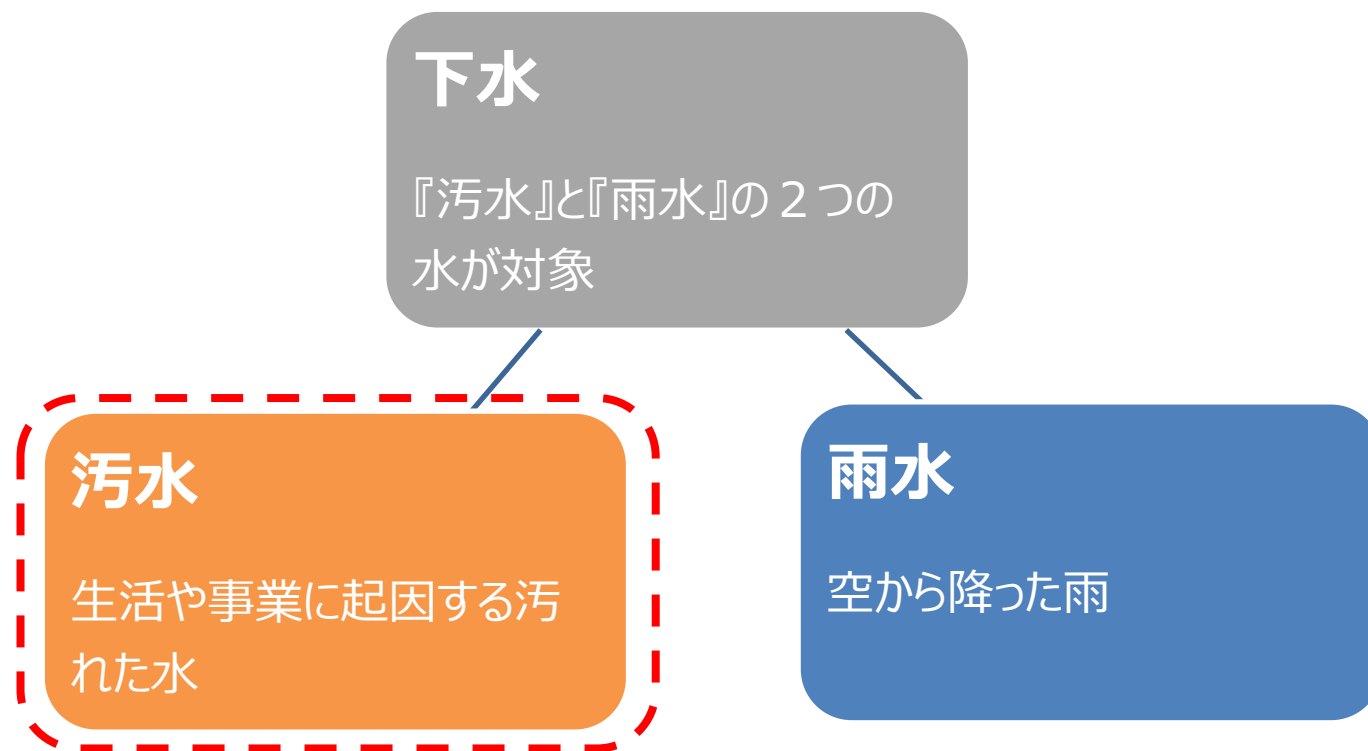 下水
『汚水』と『雨水』の２つの
水が対象
汚水
生活や事業に起因する汚
れた水
雨水
空から降った雨